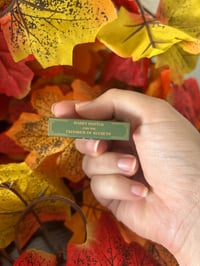 HARRY POTTER
AND THE
CHAMBER OF SECRETS